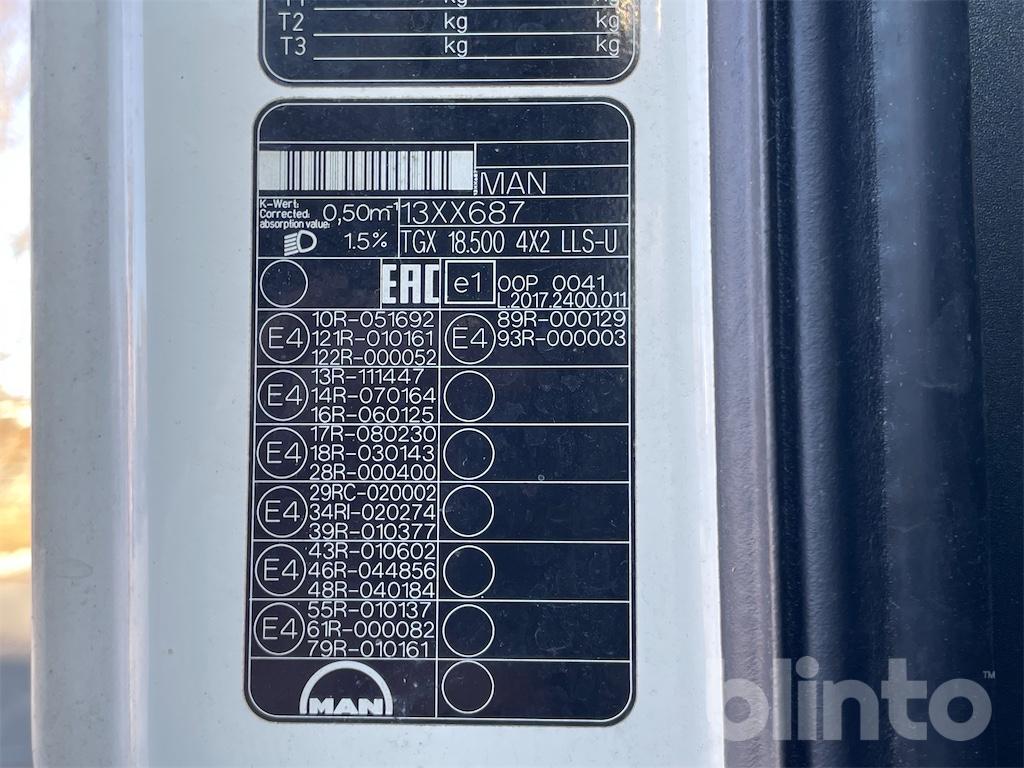 T2 kg kg
T3 kg kg
MAN
K-Wert:
Corrected
absorption value:
0,50m⁻¹
13XX687
1.5%
TGX 18.500 4X2 LLS-U
EAC
e1
00P 0041
L.2017.2400.011
E4
10R-051692
121R-010161
122R-000052
E4
89R-000129
93R-000003
E4
13R-111447
14R-070164
16R-060125
E4
17R-080230
18R-030143
28R-000400
E4
29RC-020002
34RI-020274
39R-010377
E4
43R-010602
46R-044856
48R-040184
E4
55R-010137
61R-000082
79R-010161
MAN
blinto™